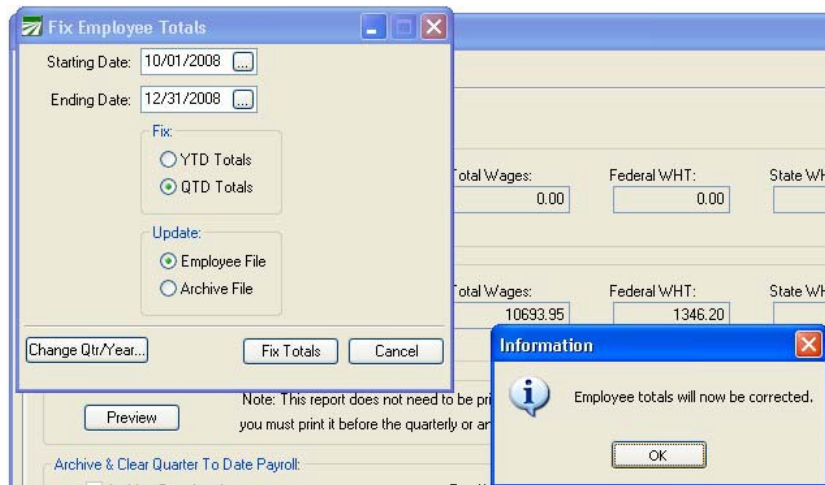 Fix Employee Totals
Starting Date: 10/01/2008 ...
Ending Date: 12/31/2008 ...
Fix:
YTD Totals
QTD Totals
Update:
Employee File
Archive File
Change Qtr/Year...
Fix Totals
Cancel
Total Wages: Federal WHT: State WH
0.00 0.00
Total Wages: Federal WHT: State WH
10693.95 1346.20
Information
Employee totals will now be corrected.
OK
Preview
Note: This report does not need to be pri
you must print it before the quarterly or an
Archive & Clear Quarter To Date Payroll: